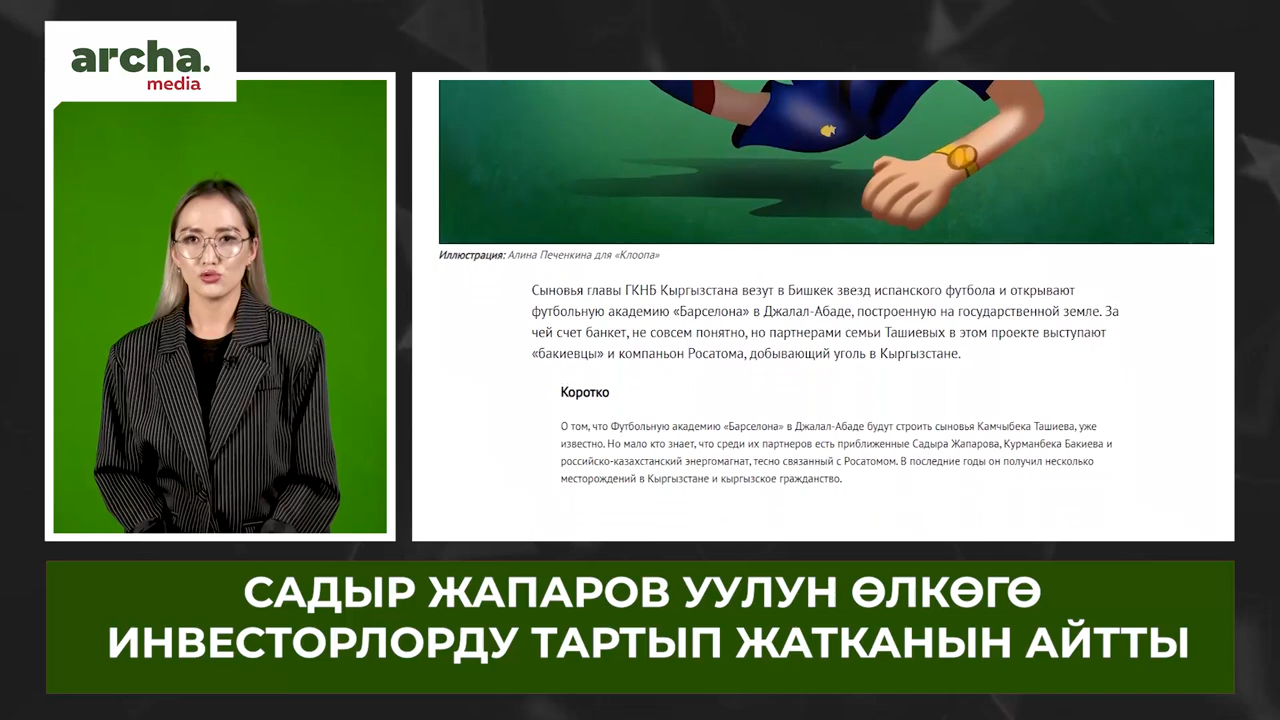 archa.
media
Иллюстрация: Алина Печенкина для «Клоопа»
Сыновья главы ГКНБ Кыргызстана везут в Бишкек звезд испанского футбола и открывают
футбольную академию «Барселона» в Джалал-Абаде, построенную на государственной земле. За
чей счет банкет, не совсем понятно, но партнерами семьи Ташиевых в этом проекте выступают
«бакиевцы» и компаньон Росатома, добывающий уголь в Кыргызстане.
Коротко
О том, что Футбольную академию «Барселона» в Джалал-Абаде будут строить сыновья Камчыбека Ташиева, уже
известно. Но мало кто знает, что среди их партнеров есть приближенные Садыра Жапарова, Курманбека Бакиева и
российско-казахстанский энергомагнат, тесно связанный с Росатомом. В последние годы он получил несколько
месторождений в Кыргызстане и кыргызское гражданство.
САДЫР ЖАПАРОВ УУЛУН ӨЛКӨГӨ
ИНВЕСТОРЛОРДУ ТАРТЫП ЖАТКАНЫН АЙТТЫ